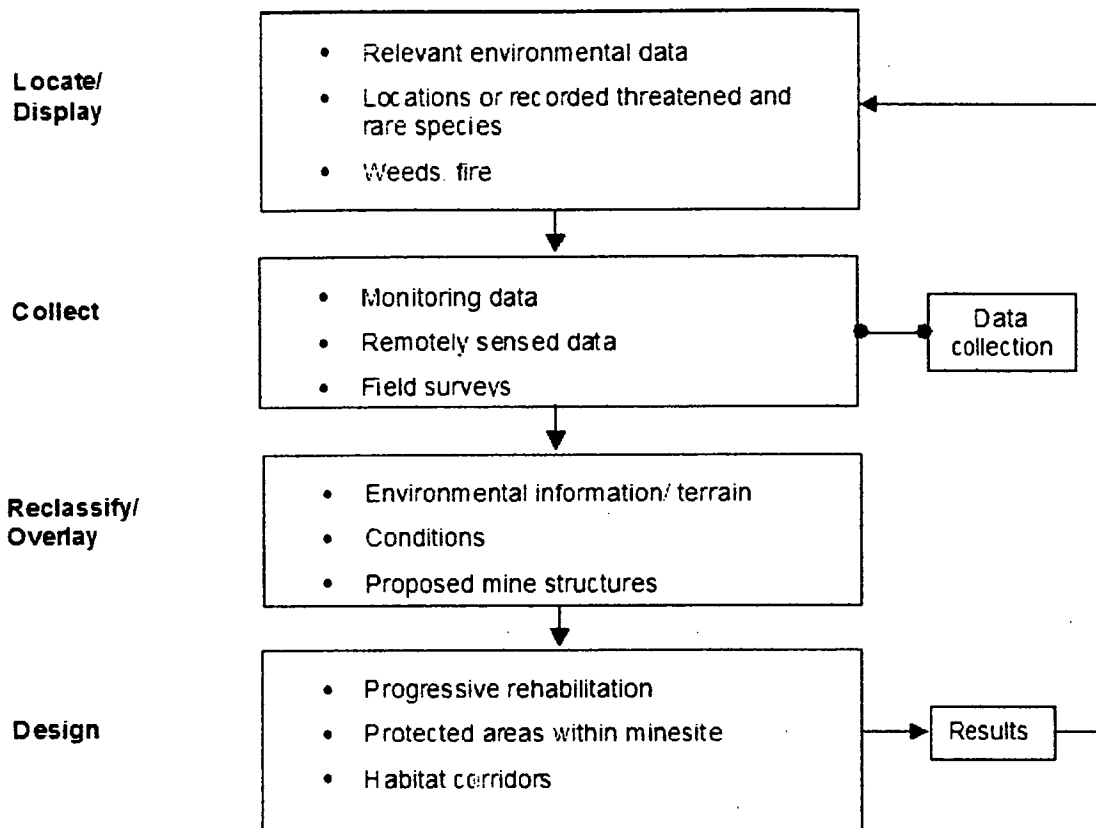 Locate/
Display
• Relevant environmental data
• Locations or recorded threatened and
rare species
• Weeds. fire
Collect
• Monitoring data
• Remotely sensed data
• Field surveys
Data
collection
Reclassify/
Overlay
• Environmental information/ terrain
• Conditions
• Proposed mine structures
Design
• Progressive rehabilitation
• Protected areas within minesite
• Habitat corridors
Results